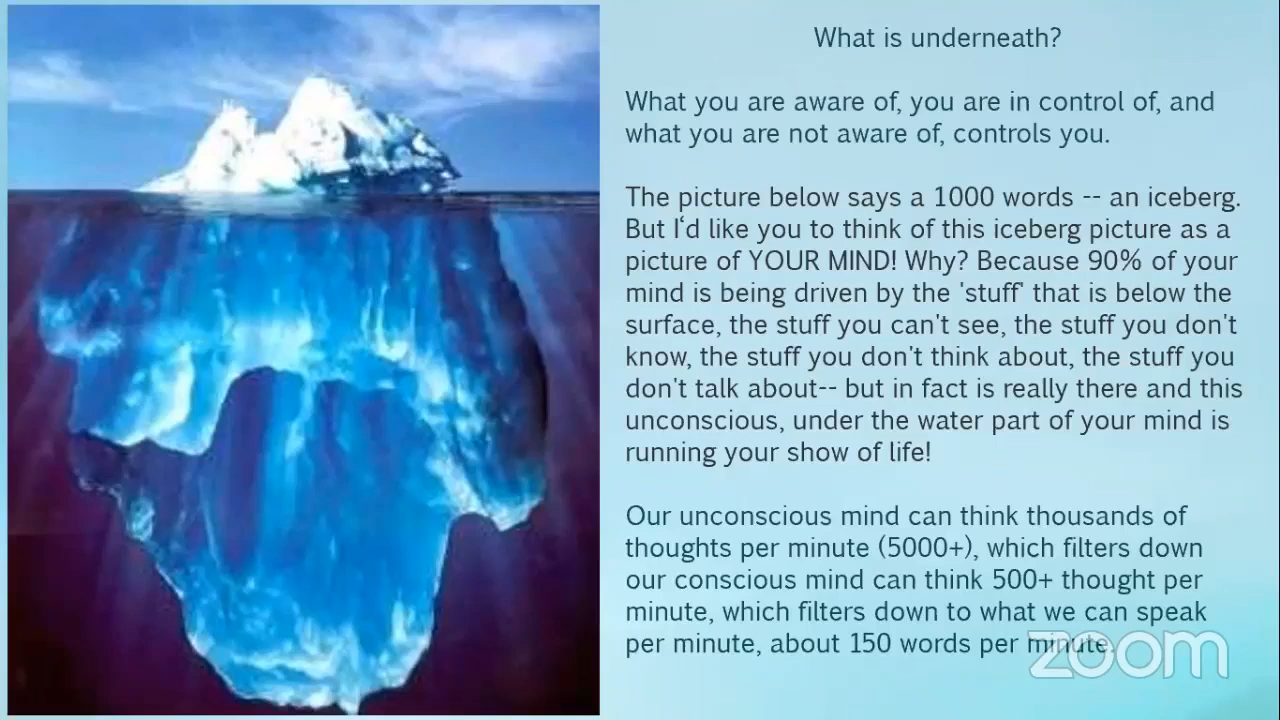 What is underneath?
What you are aware of, you are in control of, and
what you are not aware of, controls you.
The picture below says a 1000 words -- an iceberg.
But I‘d like you to think of this iceberg picture as a
picture of YOUR MIND! Why? Because 90% of your
mind is being driven by the 'stuff' that is below the
surface, the stuff you can't see, the stuff you don't
know, the stuff you don't think about, the stuff you
don't talk about-- but in fact is really there and this
unconscious, under the water part of your mind is
running your show of life!
Our unconscious mind can think thousands of
thoughts per minute (5000+), which filters down
our conscious mind can think 500+ thought per
minute, which filters down to what we can speak
per minute, about 150 words per minute.
zoom